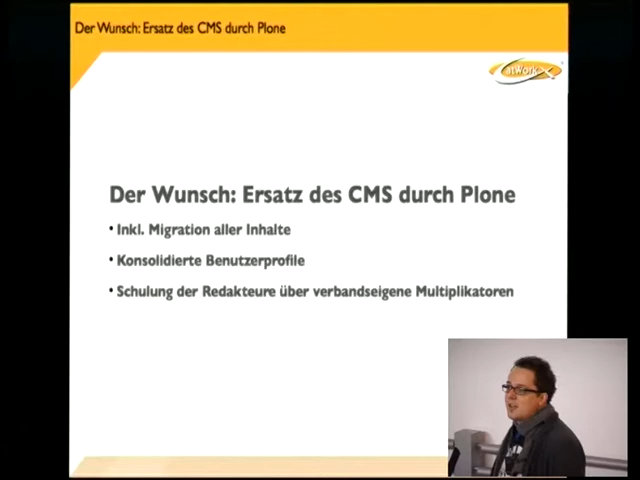 Der Wunsch: Ersatz des CMS durch Plone
atWork
Der Wunsch: Ersatz des CMS durch Plone
• Inkl. Migration aller Inhalte
• Konsolidierte Benutzerprofile
• Schulung der Redakteure über verbandseigene Multiplikatoren